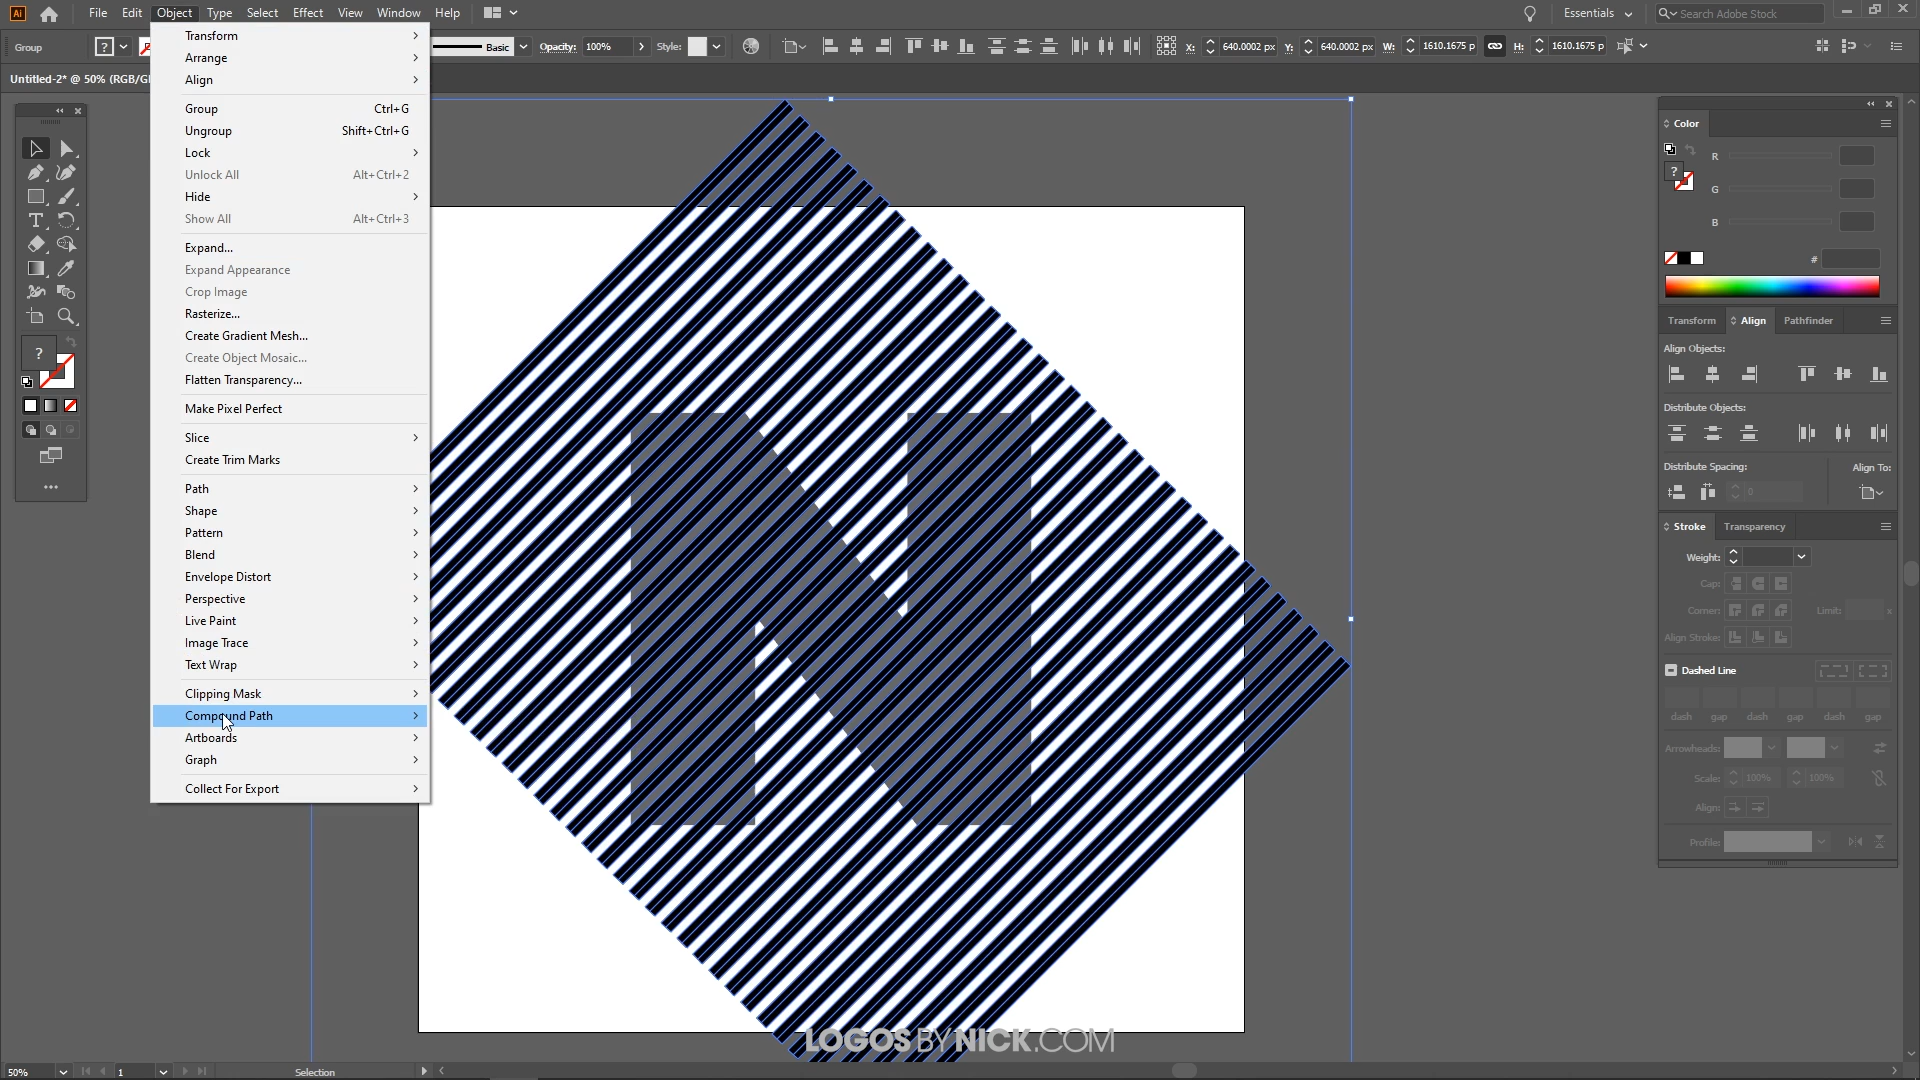 Ai File Edit Object Type Select Effect View Window Help Essentials Search Adobe Stock
Group ? Basic Opacity: 100% Style: X: 640.0002 px Y: 640.0002 px W: 1610.1675 p H: 1610.1675 p
Untitled-2* @ 50% (RGB/G
Transform
Arrange
Align
Group Ctrl+G
Ungroup Shift+Ctrl+G
Lock
Unlock All Alt+Ctrl+2
Hide
Show All Alt+Ctrl+3
Expand...
Expand Appearance
Crop Image
Rasterize...
Create Gradient Mesh...
Create Object Mosaic...
Flatten Transparency...
Make Pixel Perfect
Slice
Create Trim Marks
Path
Shape
Pattern
Blend
Envelope Distort
Perspective
Live Paint
Image Trace
Text Wrap
Clipping Mask
Compound Path
Artboards
Graph
Collect For Export
T
?
Color
R
? G
B
#
Transform Align Pathfinder
Align Objects:
Distribute Objects:
Distribute Spacing: Align To:
0
Stroke Transparency
Weight:
Cap:
Corner: Limit: x
Align Stroke:
Dashed Line
dash gap dash gap dash gap
Arrowheads:
Scale: 100% 100%
Align:
Profile:
LOGOSBYNICK.COM
50% 1 Selection